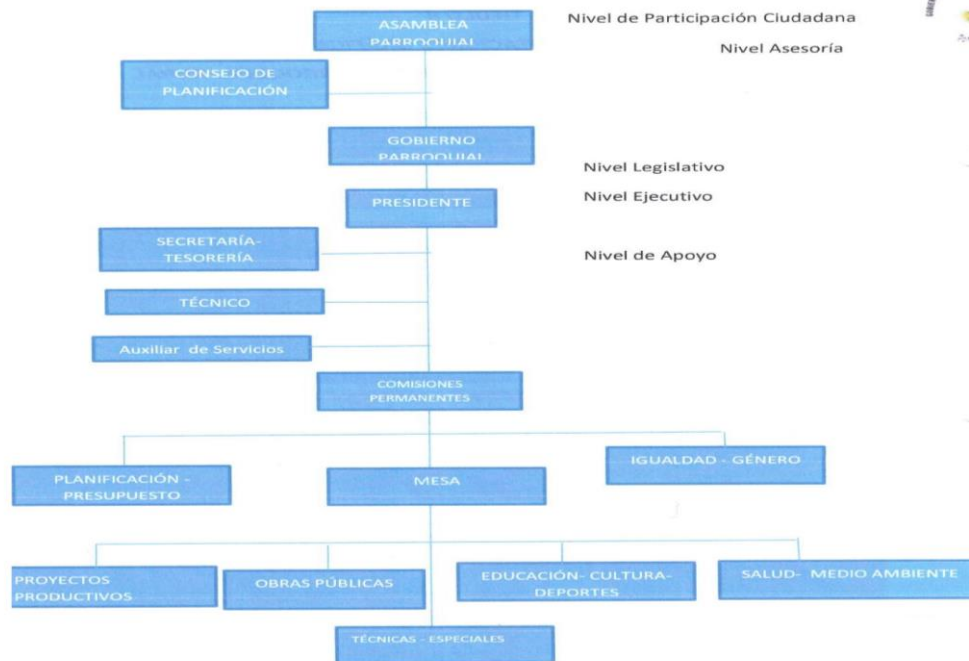 ASAMBLEA
PARROQUIAL
Nivel de Participación Ciudadana
Nivel Asesoría
CONSEJO DE
PLANIFICACIÓN
GOBIERNO
PARROQUIAL
Nivel Legislativo
PRESIDENTE
Nivel Ejecutivo
SECRETARÍA-
TESORERÍA
Nivel de Apoyo
TÉCNICO
Auxiliar de Servicios
COMISIONES
PERMANENTES
PLANIFICACIÓN -
PRESUPUESTO
MESA
IGUALDAD - GÉNERO
PROYECTOS
PRODUCTIVOS
OBRAS PÚBLICAS
EDUCACIÓN- CULTURA-
DEPORTES
SALUD- MEDIO AMBIENTE
TÉCNICAS - ESPECIALES